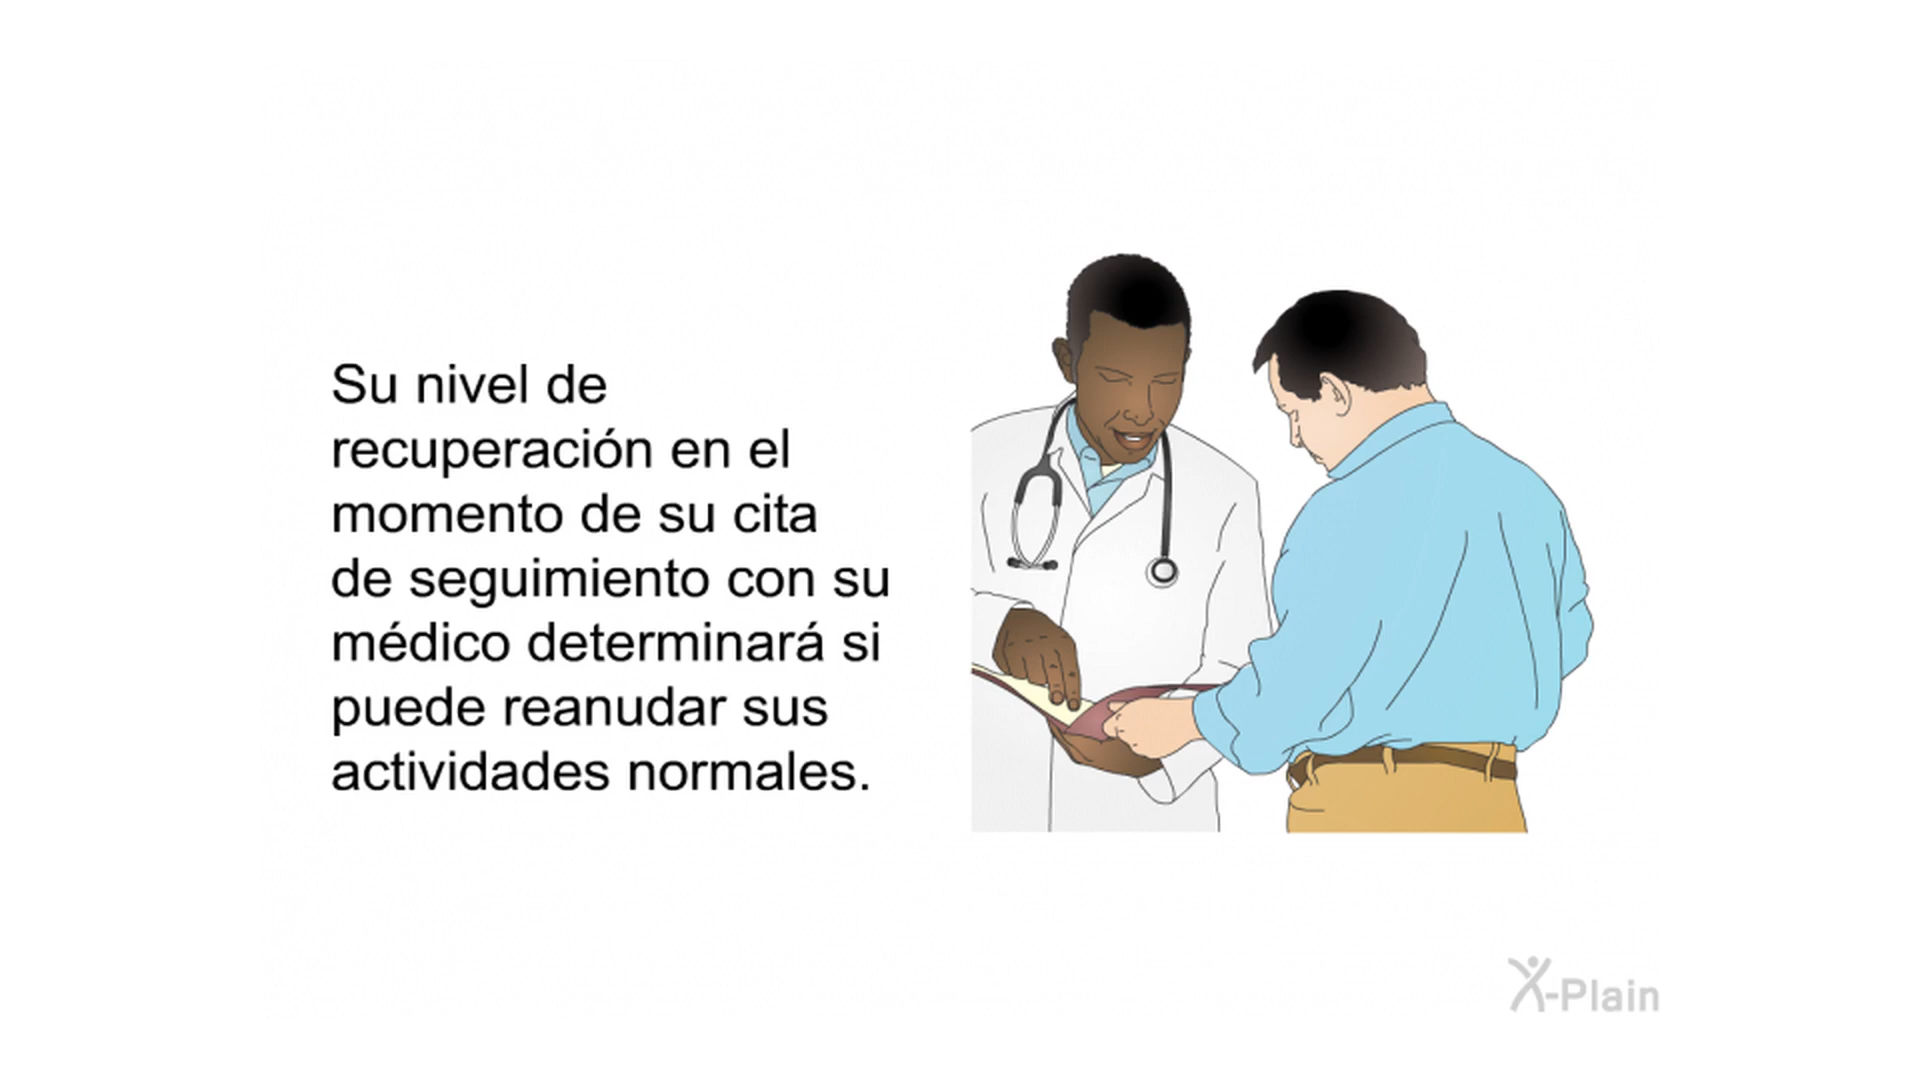 Su nivel de
recuperación en el
momento de su cita
de seguimiento con su
médico determinará si
puede reanudar sus
actividades normales.
X-Plain